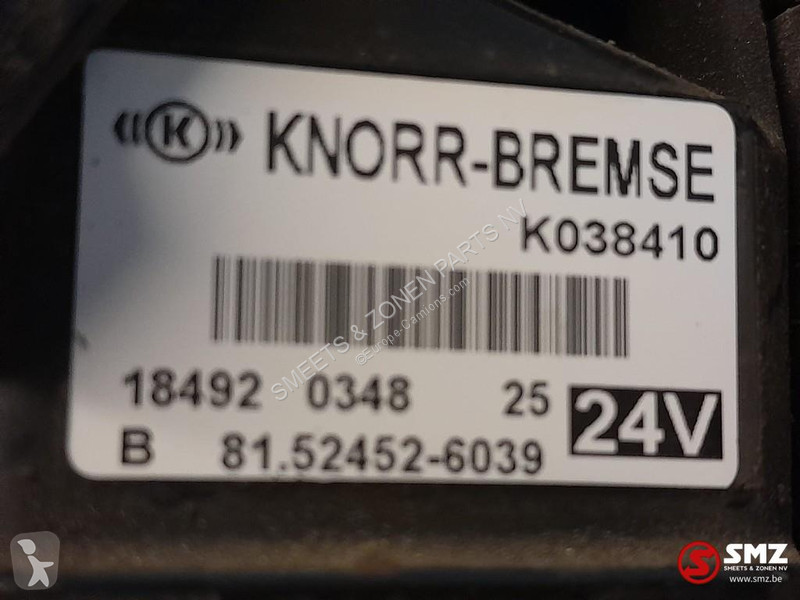 ((K)) KNORR-BREMSE
K038410
SMEETS & ZONEN PARTS NV
©Europe-Camions.com
18492 0348 25 24V
B 81.52452-6039
SMZ
SMEETS & ZONEN NV
www.smz.be